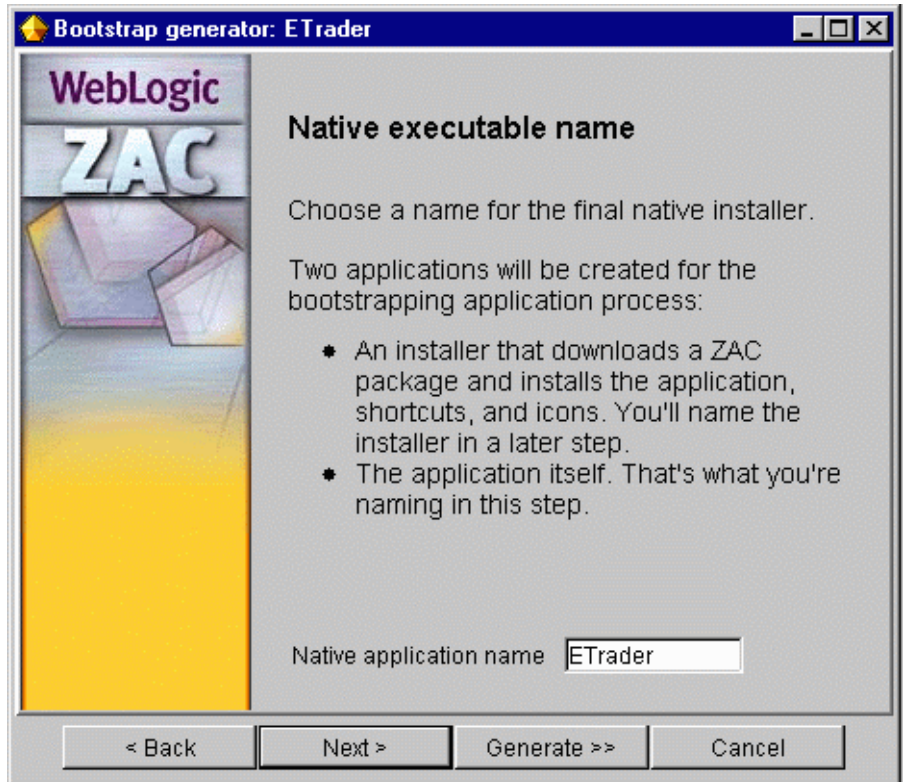 Bootstrap generator: ETrader
WebLogic
ZAC
Native executable name
Choose a name for the final native installer.
Two applications will be created for the
bootstrapping application process:
An installer that downloads a ZAC
package and installs the application,
shortcuts, and icons. You'll name the
installer in a later step.
The application itself. That's what you're
naming in this step.
Native application name ETrader
< Back Next > Generate >> Cancel